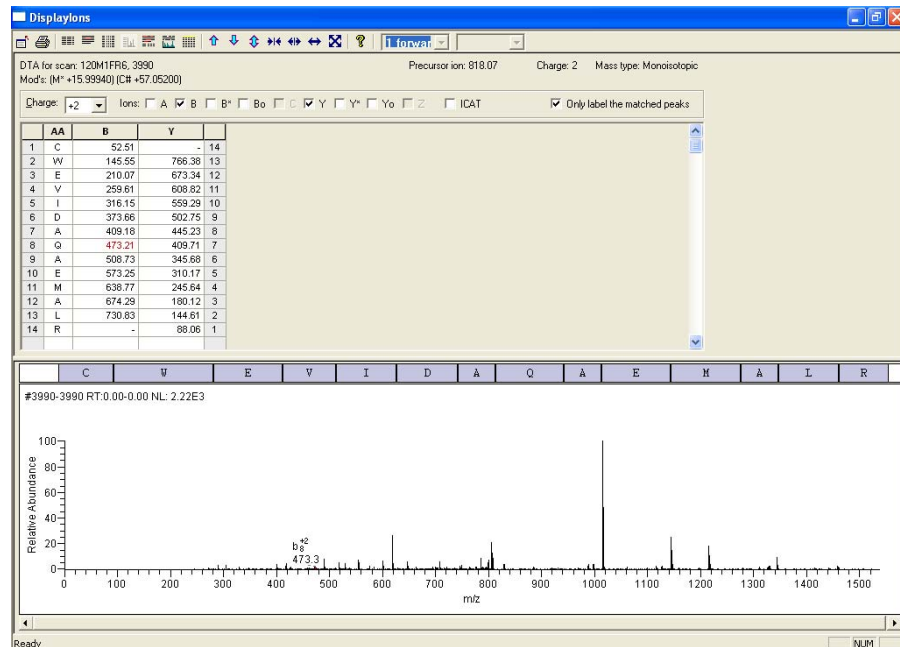 DisplayIons
1 forwar
DTA for scan: 120M1FR6, 3990 Precursor ion: 818.07 Charge: 2 Mass type: Monoisotopic
Mod's: (M* +15.99940) (C# +57.05200)
Charge: +2 Ions: A B B* Bo C Y Y* Yo Z ICAT Only label the matched peaks
AA B Y
1 C 52.51 - 14
2 W 145.55 766.38 13
3 E 210.07 673.34 12
4 V 259.61 608.82 11
5 I 316.15 559.29 10
6 D 373.66 502.75 9
7 A 409.18 445.23 8
8 Q 473.21 409.71 7
9 A 508.73 345.68 6
10 E 573.25 310.17 5
11 M 638.77 245.64 4
12 A 674.29 180.12 3
13 L 730.83 144.61 2
14 R - 88.06 1
C W E V I D A Q A E M A L R
#3990-3990 RT:0.00-0.00 NL: 2.22E3
100
80
60
40
20
0
Relative Abundance
b8+2
473.3
0 100 200 300 400 500 600 700 800 900 1000 1100 1200 1300 1400 1500
m/z
Ready NUM